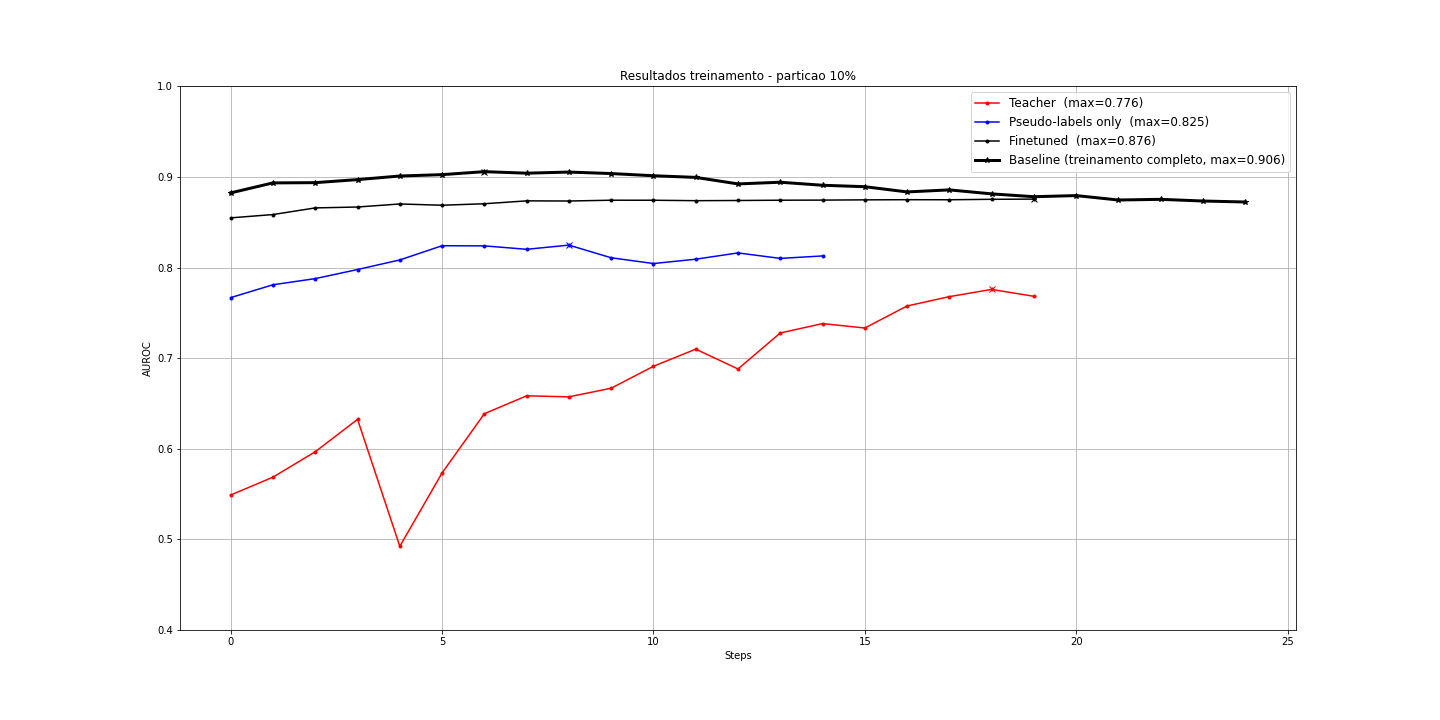 Resultados treinamento - particao 10%
1.0
0.9
0.8
0.7
0.6
0.5
0.4
AUROC
Teacher  (max=0.776)
Pseudo-labels only  (max=0.825)
Finetuned  (max=0.876)
Baseline (treinamento completo, max=0.906)
0 5 10 15 20 25
Steps